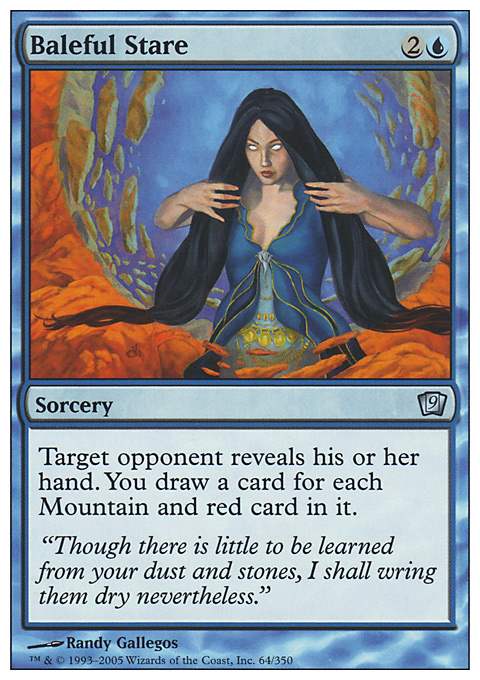 Baleful Stare 2
Sorcery 9
Target opponent reveals his or her
hand. You draw a card for each
Mountain and red card in it.
“Though there is little to be learned
from your dust and stones, I shall wring
them dry nevertheless.”
Randy Gallegos
™ & © 1993–2005 Wizards of the Coast, Inc. 64/350